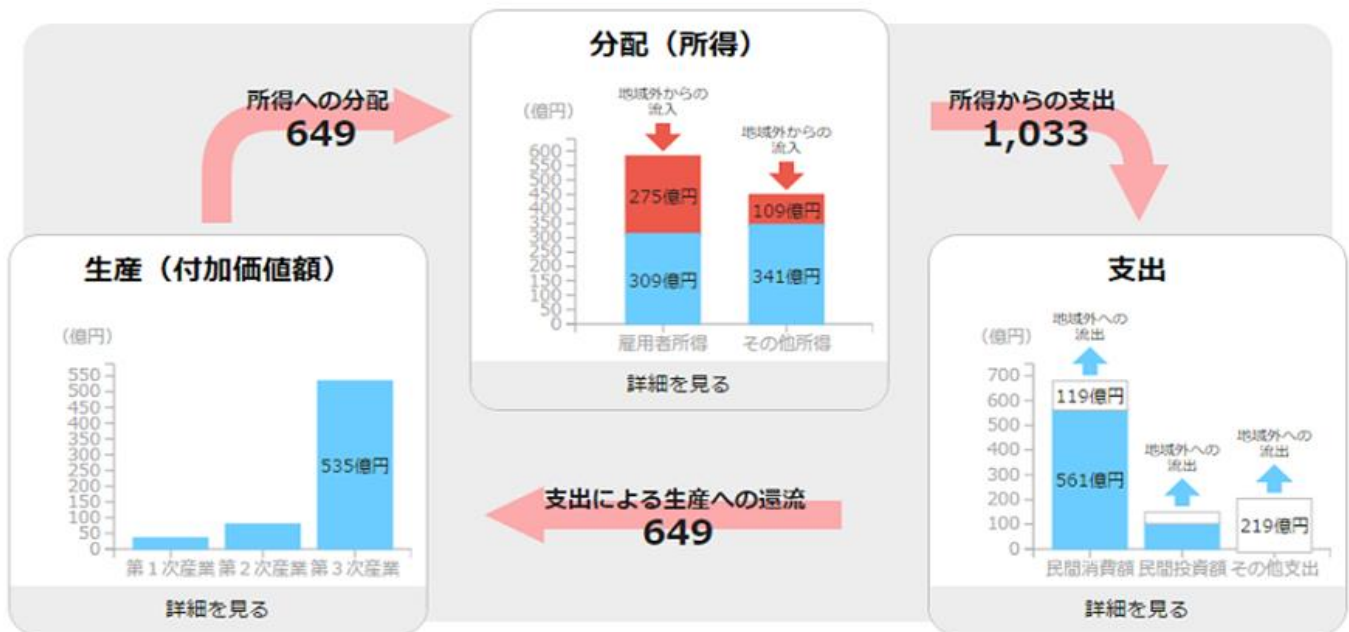 分配（所得）
所得への分配
649
所得からの支出
1,033
（億円）
地域外からの
流入
地域外からの
流入
600
550
500
450
400
350
300
250
200
150
100
50
0
275億円
309億円
109億円
341億円
雇用者所得 その他所得
詳細を見る
生産（付加価値額）
（億円）
550
500
450
400
350
300
250
200
150
100
50
0
535億円
第１次産業 第２次産業 第３次産業
詳細を見る
支出
（億円）
地域外への
流出
地域外への
流出
地域外への
流出
700
600
500
400
300
200
100
0
119億円
561億円
219億円
民間消費額 民間投資額 その他支出
詳細を見る
支出による生産への還流
649